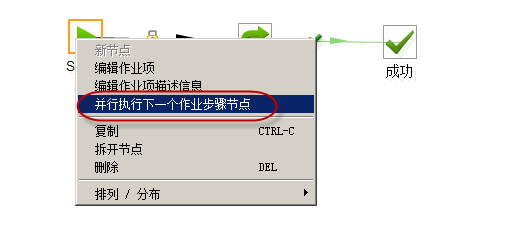 新节点
S
编辑作业项
编辑作业项描述信息
并行执行下一个作业步骤节点
成功
复制 CTRL-C
拆开节点
删除 DEL
排列 / 分布